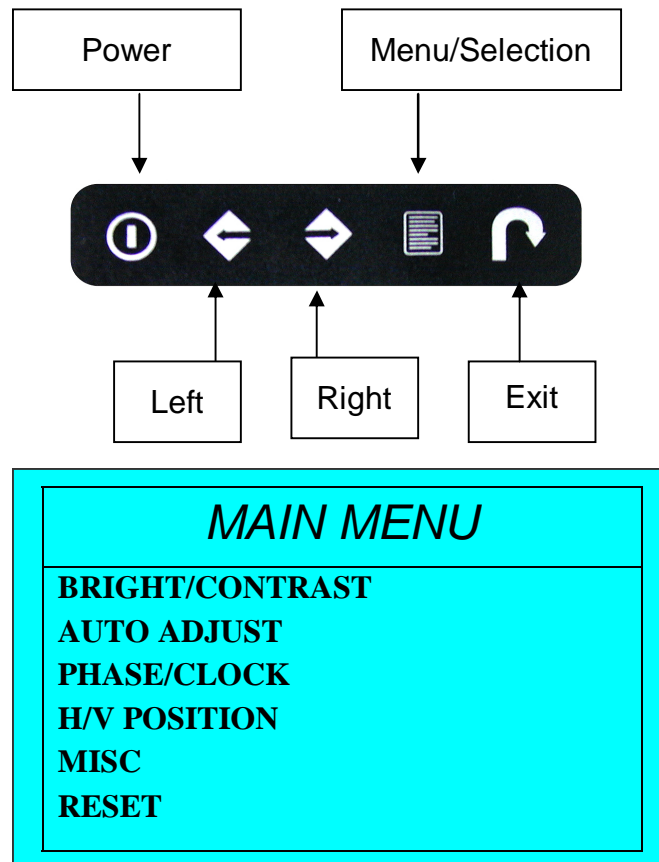 Power
Menu/Selection
Left
Right
Exit
MAIN MENU
BRIGHT/CONTRAST
AUTO ADJUST
PHASE/CLOCK
H/V POSITION
MISC
RESET